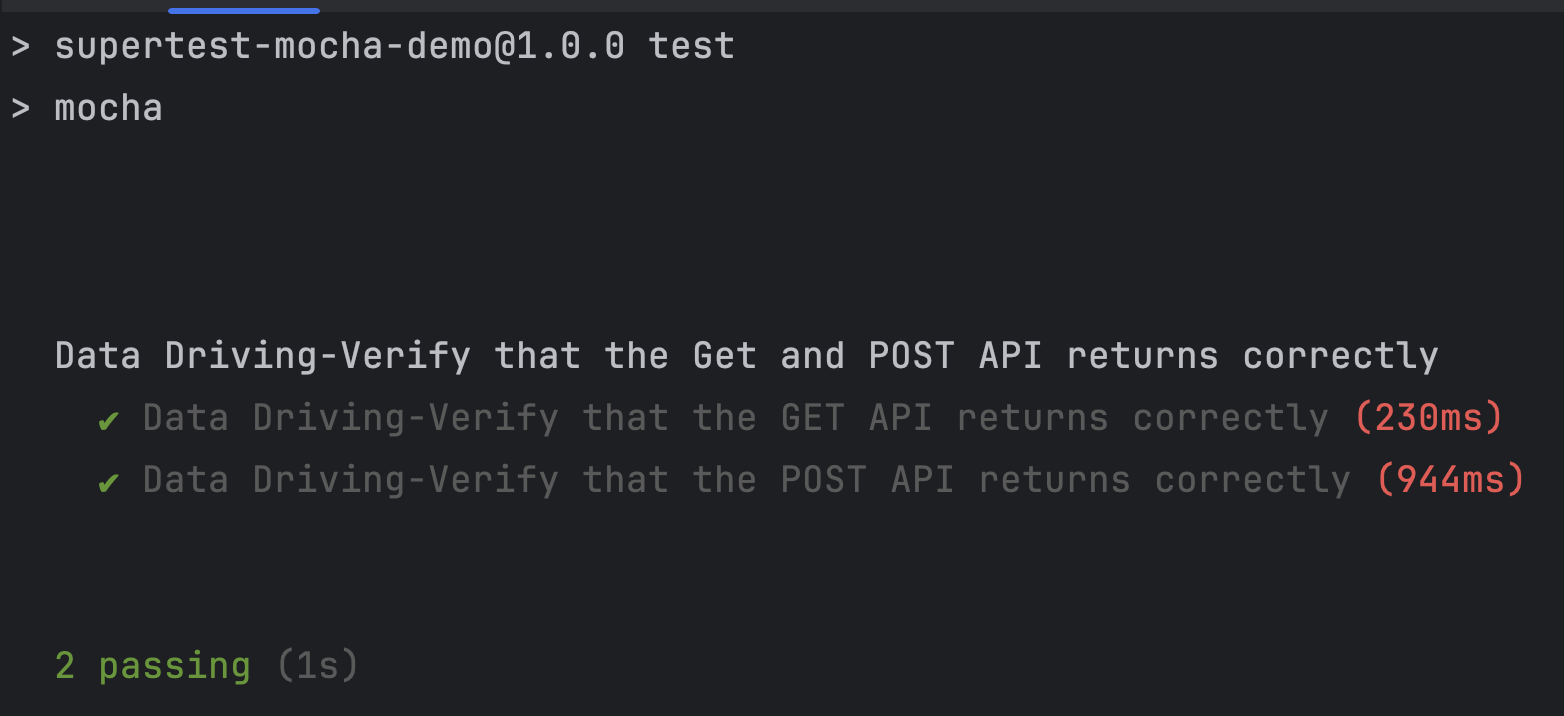 > supertest-mocha-demo@1.0.0 test
> mocha
Data Driving-Verify that the Get and POST API returns correctly
✔ Data Driving-Verify that the GET API returns correctly (230ms)
✔ Data Driving-Verify that the POST API returns correctly (944ms)
2 passing (1s)